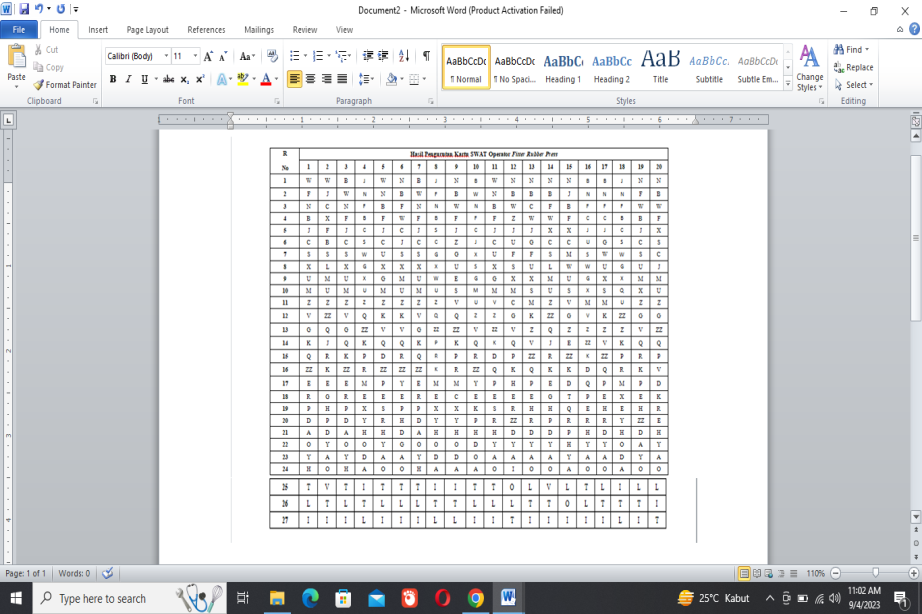 Document2 - Microsoft Word (Product Activation Failed)
File Home Insert Page Layout References Mailings Review View
Cut
Copy
Format Painter
Paste
Calibri (Body) 11
AaBbCcDc AaBbCcDc AaBbCc AaBbCc AaB AaBbCc. AaBbCcDc
¶ Normal ¶ No Spaci... Heading 1 Heading 2 Title Subtitle Subtle Em...
Change Styles
Find
Replace
Select
Clipboard Font Paragraph Styles Editing
R Hasil Pengurutan Kartu SWAT Operator Fitter Rubber Press
No 1 2 3 4 5 6 7 8 9 10 11 12 13 14 15 16 17 18 19 20
1 W W B J W N B J N B W N N N N B B J N N
2 F J W N N B W F B W N B B B J N N N F B
3 N C N F B F N N W N B W C F B F F F W W
4 B X F B F W F B F F Z W W F C C B B F
5 J F J C J C J S J C J J J X X J J C J X
6 C B C S C J C C Z J C U O C C U O S C S
7 S S S W U S S G O X U F F S M S W W S C
8 X L X G X X X X U S X S U L W W U G U J
9 U M U X O M U W E G O X X M U G X X M M
10 M U M U M U M U S M M M S U S X S Q X U
11 Z Z Z Z Z Z Z Z V U V C M Z V M M U Z Z
12 V ZZ V Q K K V Q Q Z Z O K ZZ G V K ZZ G G
13 O Q O ZZ V V O ZZ ZZ V ZZ V Z Q Z Z Z Z V ZZ
14 K J Q K Q Q K P K Q K Q V J E ZZ V K Q Q
15 Q R K P D R Q R P R D P ZZ R ZZ K ZZ P R P
16 ZZ K ZZ R ZZ ZZ ZZ K R ZZ Q K Q K K D Q R K V
17 E E E M P Y E M M Y P H P E D Q P M P D
18 R O R E E E R E C E E E E O T P E X E K
19 P H P X S P P X X K S R H H Q E H E H R
20 D P D Y R H D Y Y P R ZZ R P R R R Y ZZ E
21 A D A H H D A H H H H D D D P H D H D H
22 O Y O O Y G O O O D Y Y Y Y H Y Y O A Y
23 Y A Y D A A Y D D O A A A A Y A A D Y A
24 H O H A O O H A A A O I O O A O O A O O
25 T V T I T T T I I T T O L V L T L I L L
26 L T L T L L L T T L L L T T O L T T T I
27 I I I L I I I L L I I T I I I I I L I T
Page: 1 of 1 Words: 0 110%
Type here to search
25°C Kabut
11:02 AM
9/4/2023